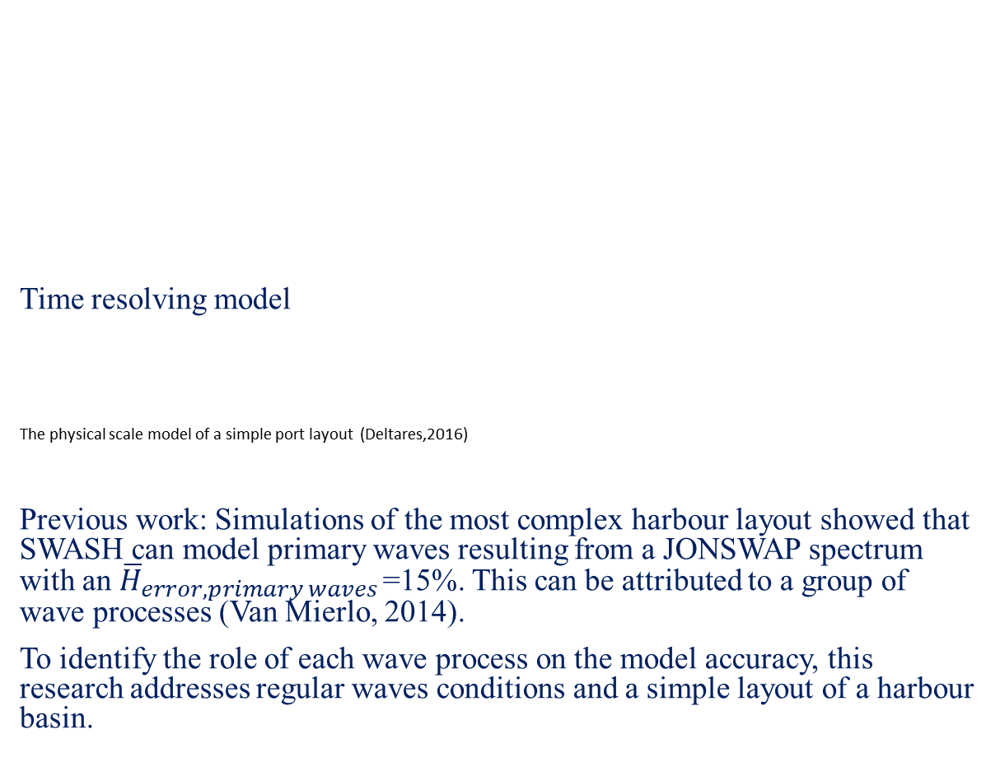 Time resolving model
The physical scale model of a simple port layout (Deltares,2016)
Previous work: Simulations of the most complex harbour layout showed that
SWASH can model primary waves resulting from a JONSWAP spectrum
with an H̅error,primary waves =15%. This can be attributed to a group of
wave processes (Van Mierlo, 2014).
To identify the role of each wave process on the model accuracy, this
research addresses regular waves conditions and a simple layout of a harbour
basin.